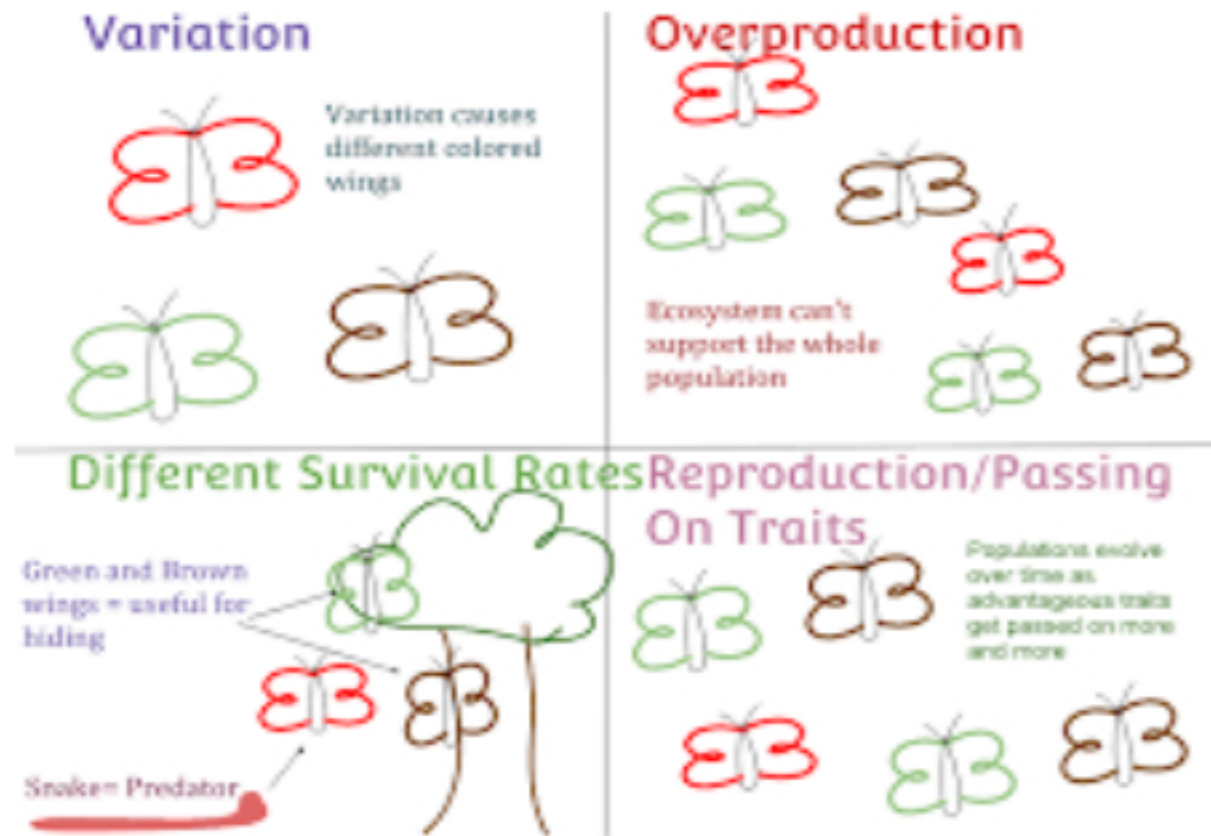 Variation
Variation causes
different colored
wings
Overproduction
Ecosystem can't
support the whole
population
Different Survival Rates
Green and Brown
wings = useful for
hiding
Snake= Predator
Reproduction/Passing
On Traits
Populations evolve
over time as
advantageous traits
get passed on more
and more